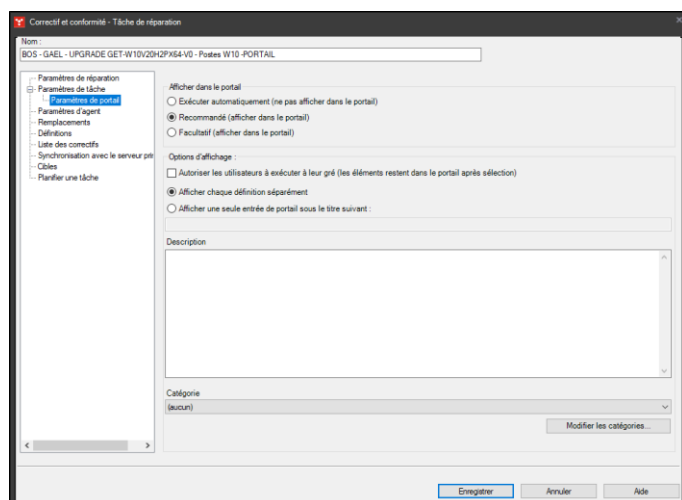 Correctif et conformité - Tâche de réparation
Nom :
BOS - GAEL - UPGRADE GET-W10V20H2PX64-V0 - Postes W10 -PORTAIL
Paramètres de réparation
Paramètres de tâche
Paramètres de portail
Paramètres d'agent
Remplacements
Définitions
Liste des correctifs
Synchronisation avec le serveur prin
Cibles
Planifier une tâche
Afficher dans le portail
Exécuter automatiquement (ne pas afficher dans le portail)
Recommandé (afficher dans le portail)
Facultatif (afficher dans le portail)
Options d'affichage :
Autoriser les utilisateurs à exécuter à leur gré (les éléments restent dans le portail après sélection)
Afficher chaque définition séparément
Afficher une seule entrée de portail sous le titre suivant :
Description
Catégorie
(aucun)
Modifier les catégories...
Enregistrer
Annuler
Aide